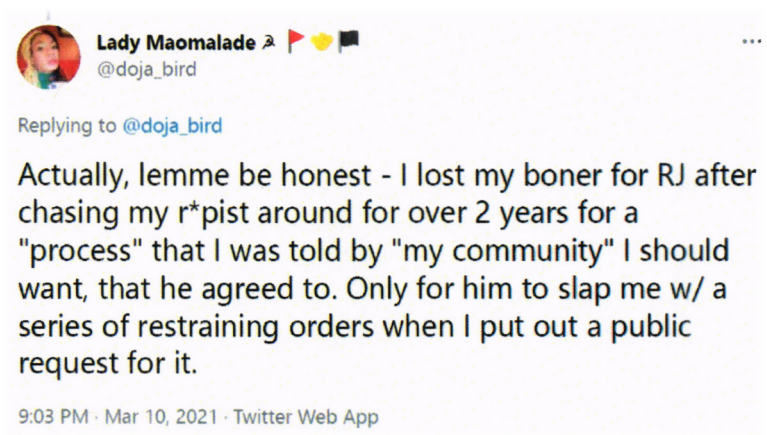 Lady Maomalade ☭ 🚩 🤝 🏴
@doja_bird
...
Replying to @doja_bird
Actually, lemme be honest - I lost my boner for RJ after
chasing my r*pist around for over 2 years for a
"process" that I was told by "my community" I should
want, that he agreed to. Only for him to slap me w/ a
series of restraining orders when I put out a public
request for it.
9:03 PM · Mar 10, 2021 · Twitter Web App